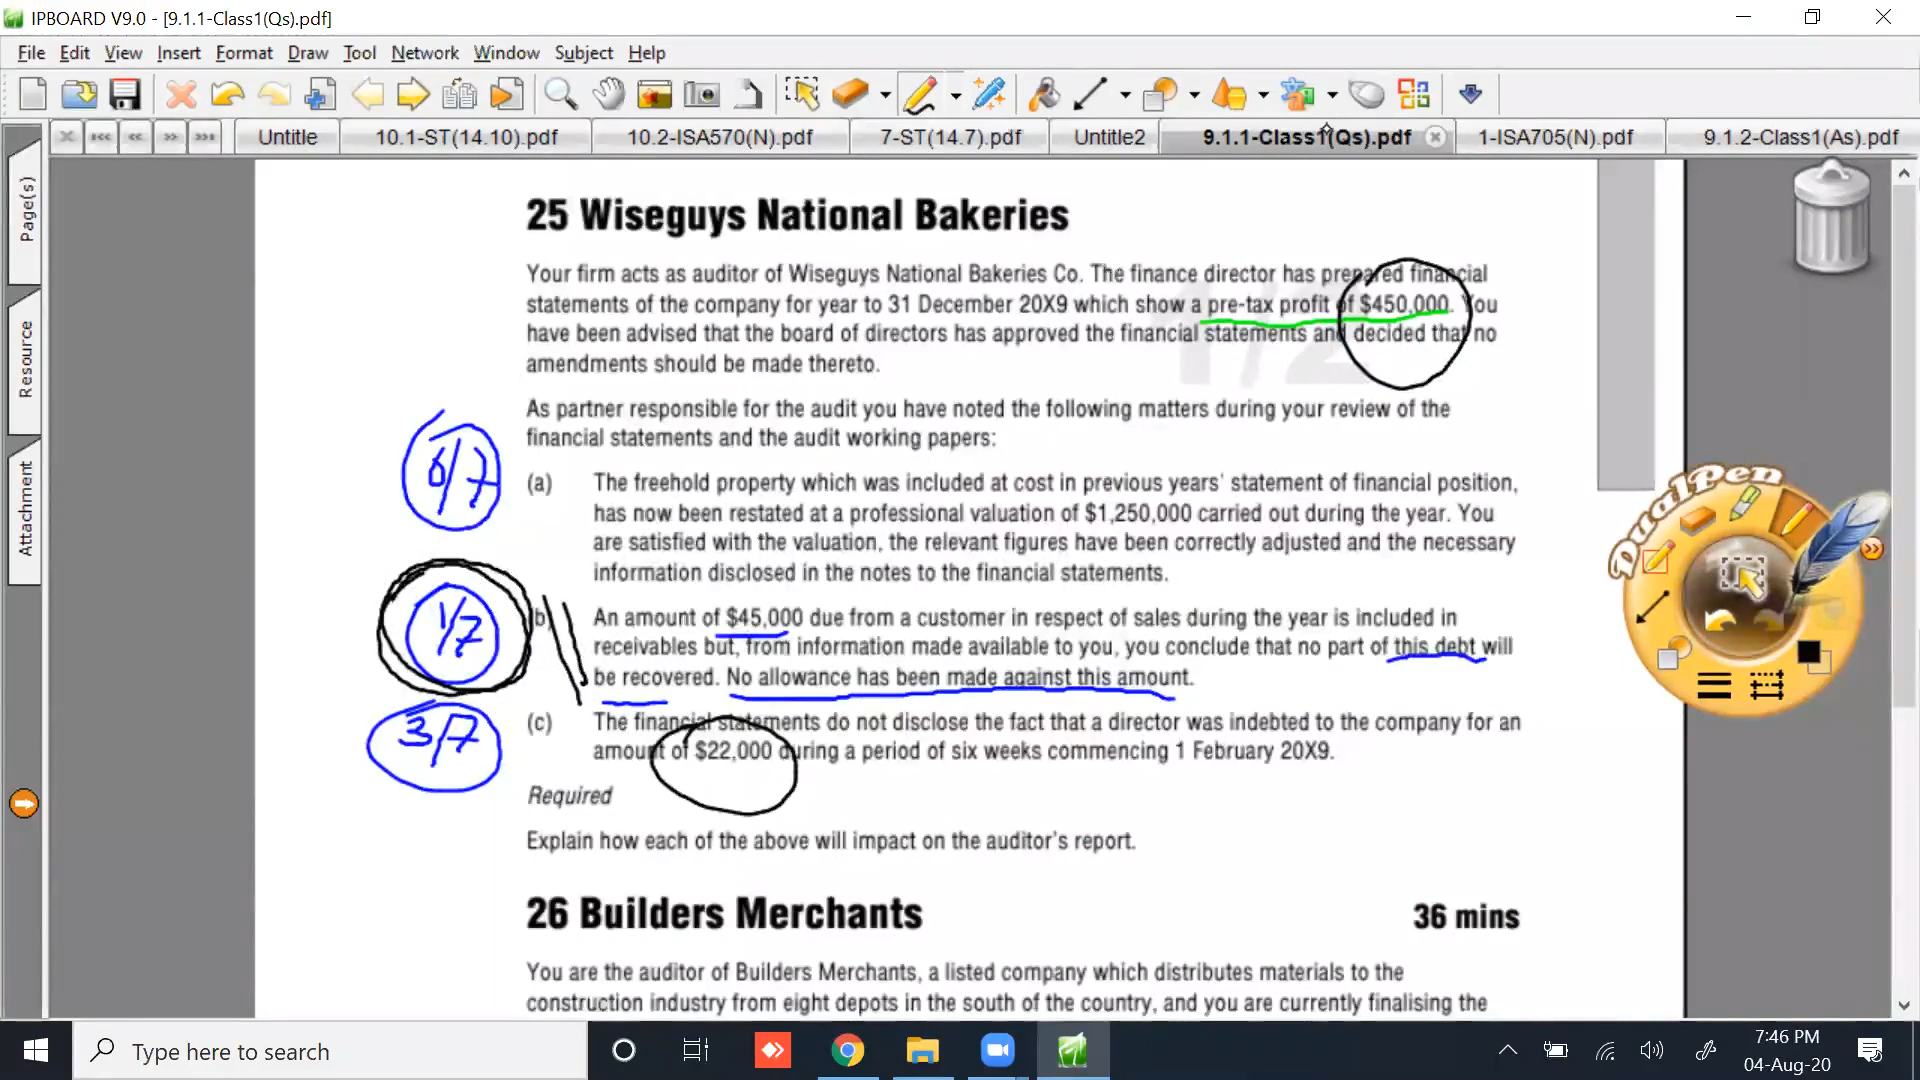 IPBOARD V9.0 - [9.1.1-Class1(Qs).pdf]
File Edit View Insert Format Draw Tool Network Window Subject Help
Untitle 10.1-ST(14.10).pdf 10.2-ISA570(N).pdf 7-ST(14.7).pdf Untitle2 9.1.1-Class1(Qs).pdf 1-ISA705(N).pdf 9.1.2-Class1(As).pdf
Page(s)
Resource
Attachment
25 Wiseguys National Bakeries
Your firm acts as auditor of Wiseguys National Bakeries Co. The finance director has prepared financial
statements of the company for year to 31 December 20X9 which show a pre-tax profit of $450,000. You
have been advised that the board of directors has approved the financial statements and decided that no
amendments should be made thereto.
1/2
As partner responsible for the audit you have noted the following matters during your review of the
financial statements and the audit working papers:
6/7
(a) The freehold property which was included at cost in previous years' statement of financial position,
has now been restated at a professional valuation of $1,250,000 carried out during the year. You
are satisfied with the valuation, the relevant figures have been correctly adjusted and the necessary
information disclosed in the notes to the financial statements.
1/7
(b) An amount of $45,000 due from a customer in respect of sales during the year is included in
receivables but, from information made available to you, you conclude that no part of this debt will
be recovered. No allowance has been made against this amount.
3/7
(c) The financial statements do not disclose the fact that a director was indebted to the company for an
amount of $22,000 during a period of six weeks commencing 1 February 20X9.
Required
Explain how each of the above will impact on the auditor's report.
26 Builders Merchants 36 mins
You are the auditor of Builders Merchants, a listed company which distributes materials to the
construction industry from eight depots in the south of the country, and you are currently finalising the
DualPen
Type here to search
7:46 PM
04-Aug-20